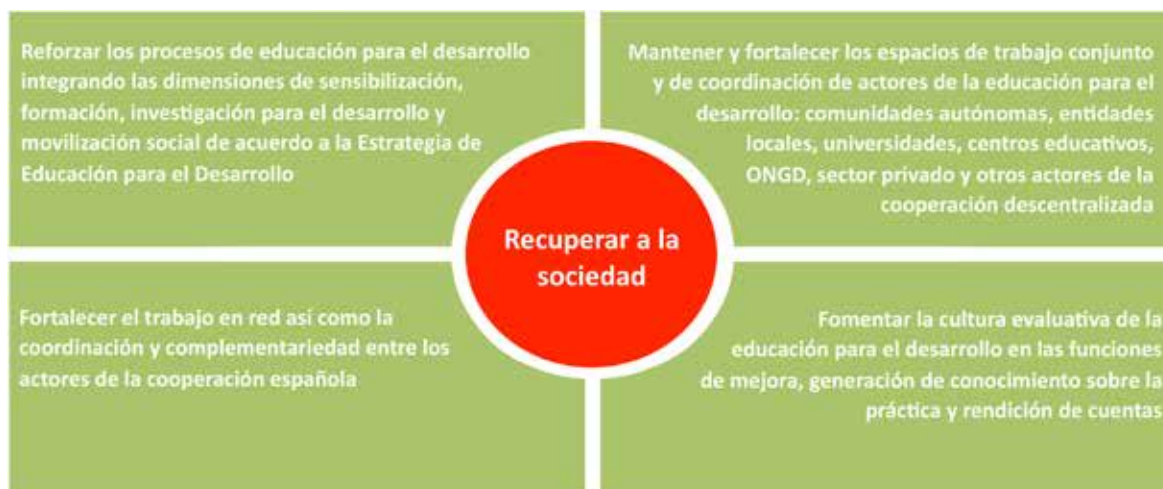 Reforzar los procesos de educación para el desarrollo
integrando las dimensiones de sensibilización,
formación, investigación para el desarrollo y
movilización social de acuerdo a la Estrategia de
Educación para el Desarrollo
Mantener y fortalecer los espacios de trabajo conjunto
y de coordinación de actores de la educación para el
desarrollo: comunidades autónomas, entidades
locales, universidades, centros educativos,
ONGD, sector privado y otros actores de la
cooperación descentralizada
Recuperar a la
sociedad
Fortalecer el trabajo en red así como la
coordinación y complementariedad entre los
actores de la cooperación española
Fomentar la cultura evaluativa de la
educación para el desarrollo en las funciones
de mejora, generación de conocimiento sobre la
práctica y rendición de cuentas